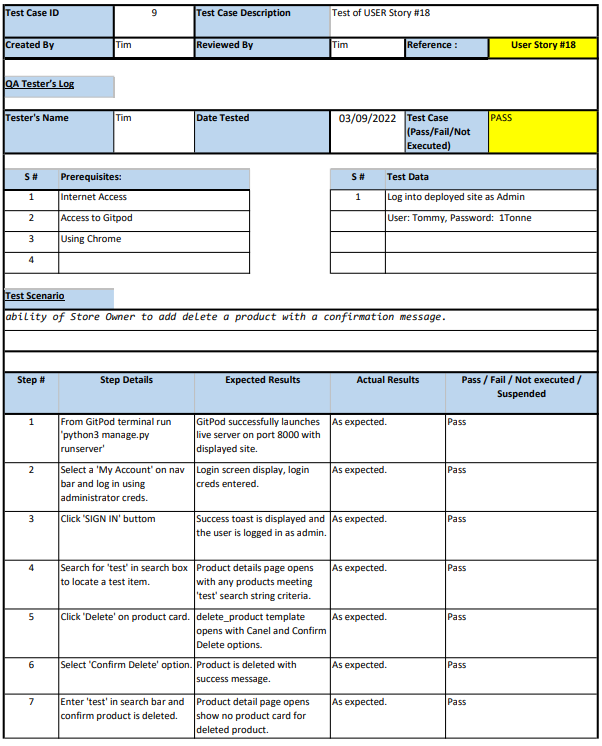 Test Case ID 9 Test Case Description Test of USER Story #18
Created By Tim Reviewed By Tim Reference : User Story #18
QA Tester's Log
Tester's Name Tim Date Tested 03/09/2022 Test Case PASS
(Pass/Fail/Not
Executed)
S # Prerequisites: S # Test Data
1 Internet Access 1 Log into deployed site as Admin
2 Access to Gitpod User: Tommy, Password: 1Tonne
3 Using Chrome
4
Test Scenario
ability of Store Owner to add delete a product with a confirmation message.
Step # Step Details Expected Results Actual Results Pass / Fail / Not executed /
Suspended
1 From GitPod terminal run GitPod successfully launches As expected. Pass
'python3 manage.py live server on port 8000 with
runserver' displayed site.
2 Select a 'My Account' on nav Login screen display, login As expected. Pass
bar and log in using creds entered.
administrator creds.
3 Click 'SIGN IN' buttom Success toast is displayed and As expected. Pass
the user is logged in as admin.
4 Search for 'test' in search box Product details page opens As expected. Pass
to locate a test item. with any products meeting
'test' search string criteria.
5 Click 'Delete' on product card. delete_product template As expected. Pass
opens with Canel and Confirm
Delete options.
6 Select 'Confirm Delete' option. Product is deleted with As expected. Pass
success message.
7 Enter 'test' in search bar and Product detail page opens As expected. Pass
confirm product is deleted. show no product card for
deleted product.